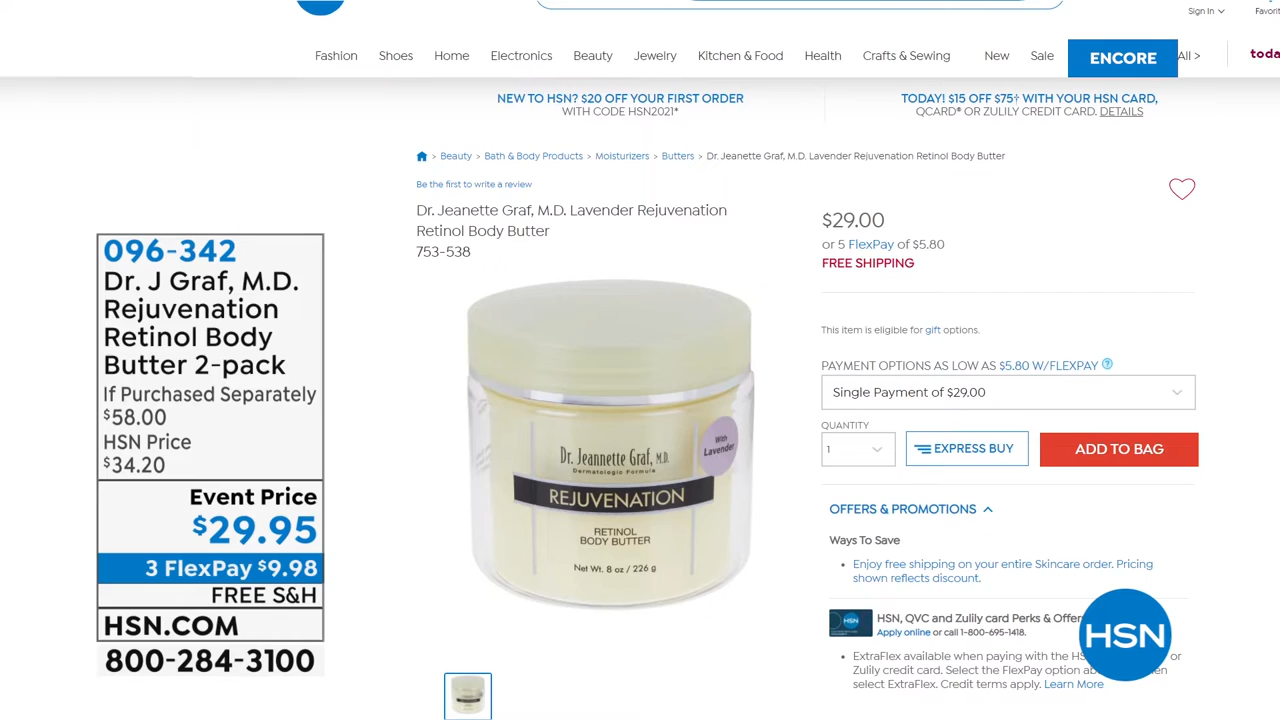 Sign In
Favorit
Fashion
Shoes
Home
Electronics
Beauty
Jewelry
Kitchen & Food
Health
Crafts & Sewing
New
Sale
ENCORE
All >
toda
NEW TO HSN? $20 OFF YOUR FIRST ORDER
WITH CODE HSN2021*
TODAY! $15 OFF $75† WITH YOUR HSN CARD,
QCARD® OR ZULILY CREDIT CARD. DETAILS
> Beauty > Bath & Body Products > Moisturizers > Butters > Dr. Jeanette Graf, M.D. Lavender Rejuvenation Retinol Body Butter
Be the first to write a review
Dr. Jeanette Graf, M.D. Lavender Rejuvenation
Retinol Body Butter
753-538
096-342
Dr. J Graf, M.D.
Rejuvenation
Retinol Body
Butter 2-pack
If Purchased Separately
$58.00
HSN Price
$34.20
Event Price
$29.95
3 FlexPay $9.98
FREE S&H
HSN.COM
800-284-3100
With
Lavender
Dr. Jeannette Graf, M.D.
Dermatologic Formula
REJUVENATION
RETINOL
BODY BUTTER
Net Wt. 8 oz / 226 g
$29.00
or 5 FlexPay of $5.80
FREE SHIPPING
This item is eligible for gift options.
PAYMENT OPTIONS AS LOW AS $5.80 W/FLEXPAY ?
Single Payment of $29.00
QUANTITY
1
EXPRESS BUY
ADD TO BAG
OFFERS & PROMOTIONS
Ways To Save
• Enjoy free shipping on your entire Skincare order. Pricing
shown reflects discount.
HSN
HSN, QVC and Zulily card Perks & Offer
Apply online or call 1-800-695-1418.
• ExtraFlex available when paying with the HS or
Zulily credit card. Select the FlexPay option ab en
select ExtraFlex. Credit terms apply. Learn More
HSN